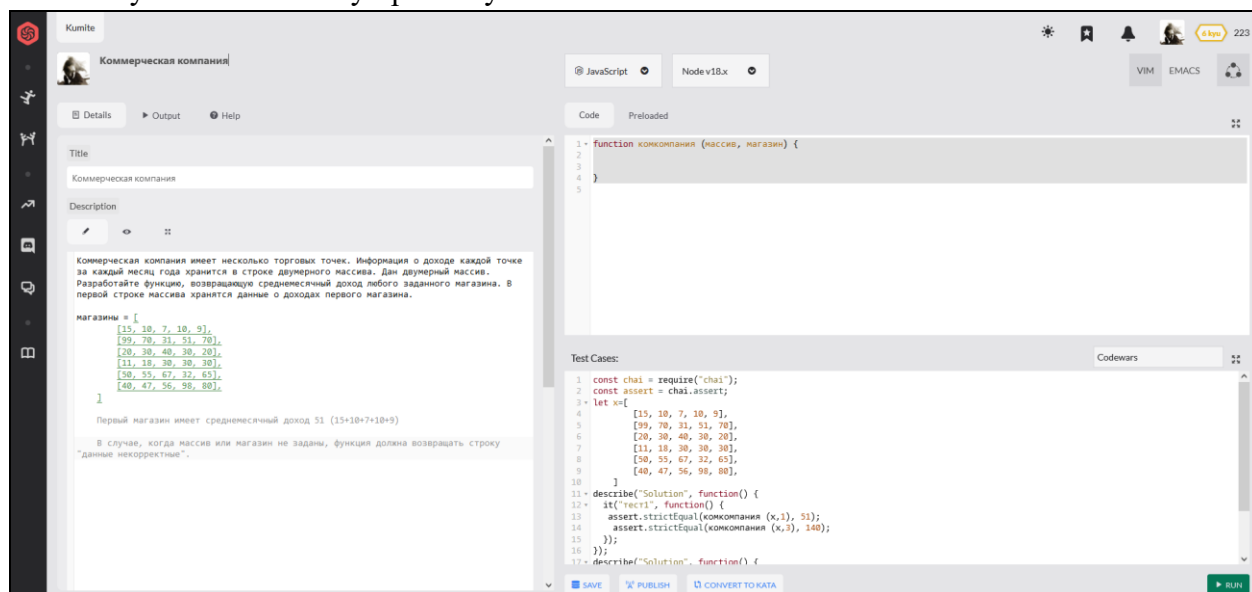 Kumite
6 kyu 223
Коммерческая компания
JavaScript Node v18.x VIM EMACS
Details Output Help
Code Preloaded
Title
Коммерческая компания
Description
Коммерческая компания имеет несколько торговых точек. Информация о доходе каждой точке
за каждый месяц года хранится в строке двумерного массива. Дан двумерный массив.
Разработайте функцию, возвращающую среднемесячный доход любого заданного магазина. В
первой строке массива хранятся данные о доходах первого магазина.
магазины = [
[15, 10, 7, 10, 9],
[99, 70, 31, 51, 70],
[20, 30, 40, 30, 20],
[11, 18, 30, 30, 30],
[50, 55, 67, 32, 65],
[40, 47, 56, 98, 80],
]
Первый магазин имеет среднемесячный доход 51 (15+10+7+10+9)
В случае, когда массив или магазин не заданы, функция должна возвращать строку
"данные некорректные".
1 function комкомпания (массив, магазин) {
2
3
4 }
5
Test Cases: Codewars
1 const chai = require("chai");
2 const assert = chai.assert;
3 let x=[
4 [15, 10, 7, 10, 9],
5 [99, 70, 31, 51, 70],
6 [20, 30, 40, 30, 20],
7 [11, 18, 30, 30, 30],
8 [50, 55, 67, 32, 65],
9 [40, 47, 56, 98, 80],
10 ]
11 describe("Solution", function() {
12 it("тест1", function() {
13 assert.strictEqual(комкомпания (x,1), 51);
14 assert.strictEqual(комкомпания (x,3), 140);
15 });
16 });
17 describe("Solution", function() {
SAVE PUBLISH CONVERT TO KATA RUN